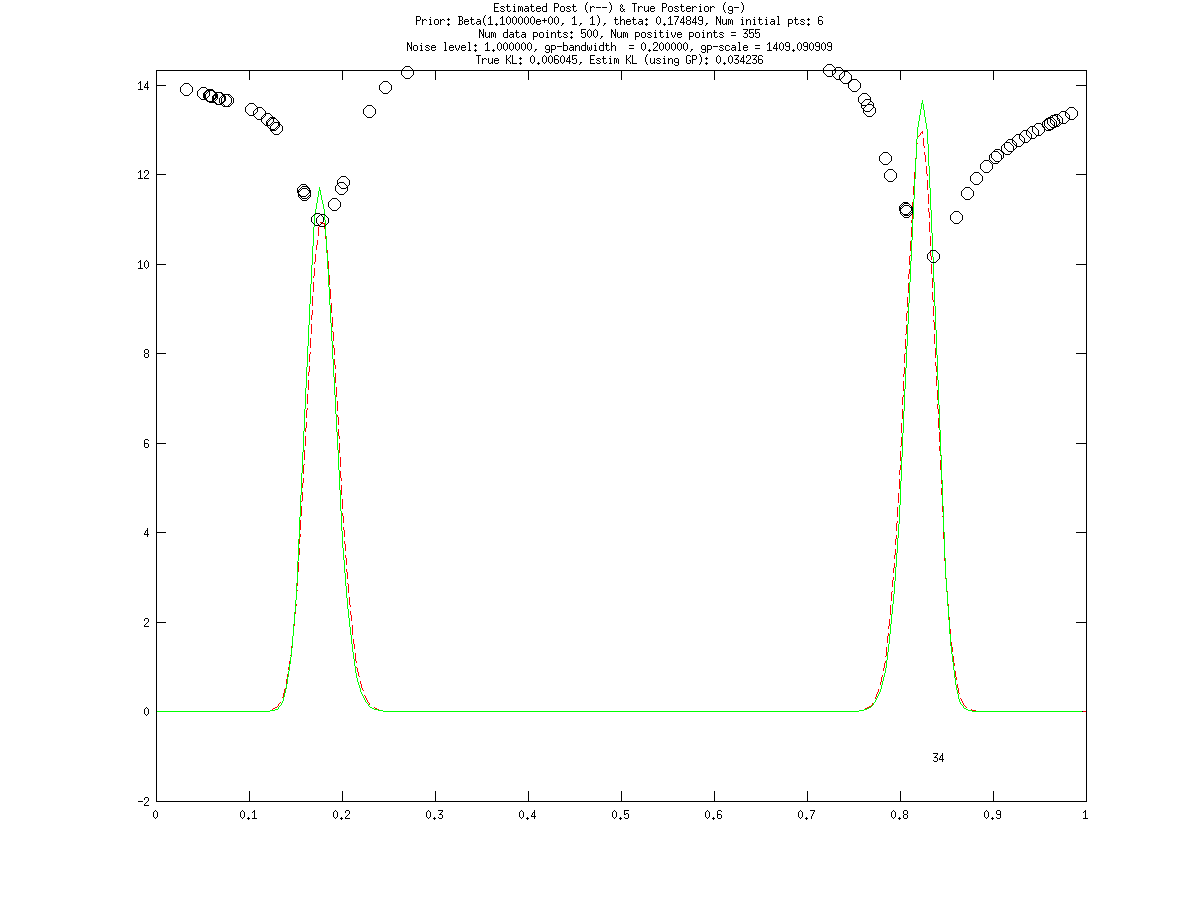 Estimated Post (r--) & True Posterior (g-)
Prior: Beta(1.100000e+00, 1, 1), theta: 0.174849, Num initial pts: 6
Num data points: 500, Num positive points = 355
Noise level: 1.000000, gp-bandwidth  = 0.200000, gp-scale = 1409.090909
True KL: 0.006045, Estim KL (using GP): 0.034236
14
12
10
8
6
4
2
0
34
-2
0 0.1 0.2 0.3 0.4 0.5 0.6 0.7 0.8 0.9 1